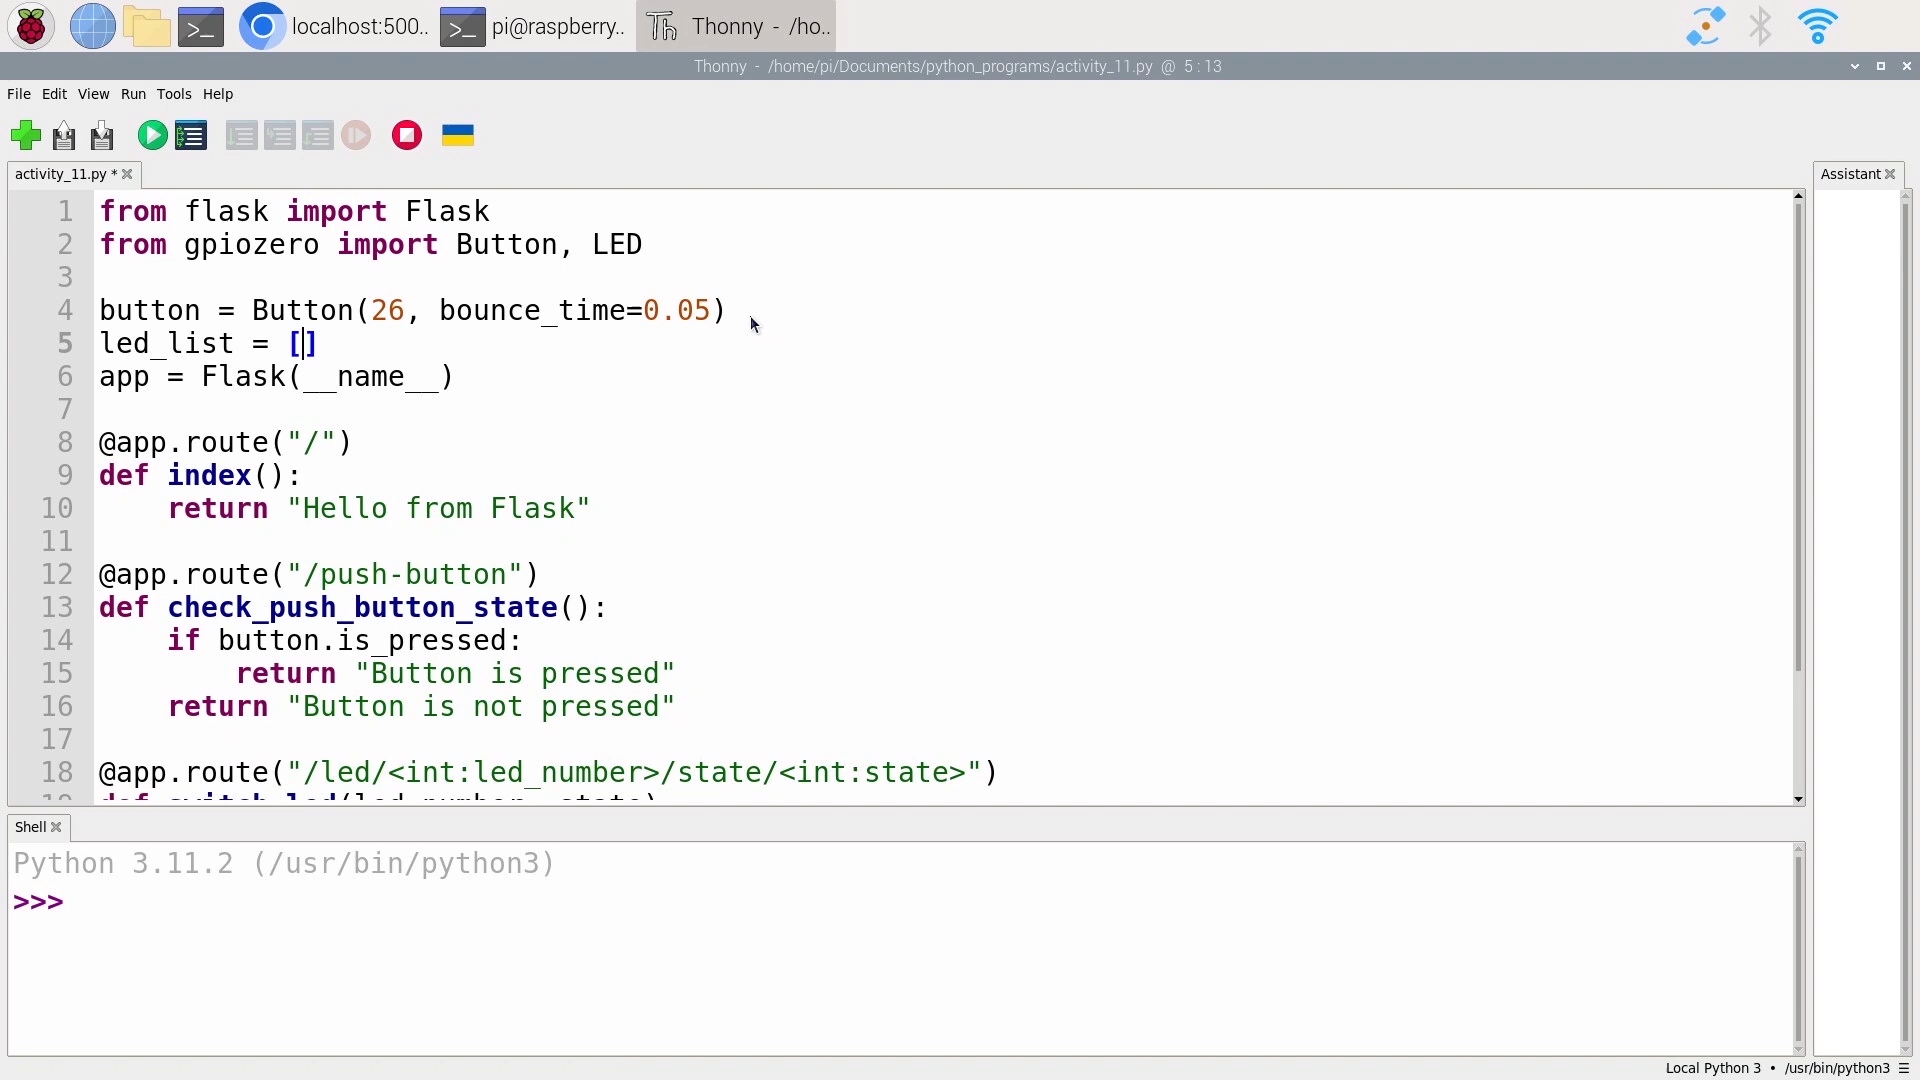 localhost:500..
pi@raspberry..
Thonny - /ho..
Thonny - /home/pi/Documents/python_programs/activity_11.py @ 5 : 13
File Edit View Run Tools Help
activity_11.py *
Assistant
1 from flask import Flask
2 from gpiozero import Button, LED
3
4 button = Button(26, bounce_time=0.05)
5 led_list = []
6 app = Flask(__name__)
7
8 @app.route("/")
9 def index():
10     return "Hello from Flask"
11
12 @app.route("/push-button")
13 def check_push_button_state():
14     if button.is_pressed:
15         return "Button is pressed"
16     return "Button is not pressed"
17
18 @app.route("/led/<int:led_number>/state/<int:state>")
19 def switch_led(led_number, state)
Shell
Python 3.11.2 (/usr/bin/python3)
>>>
Local Python 3 • /usr/bin/python3